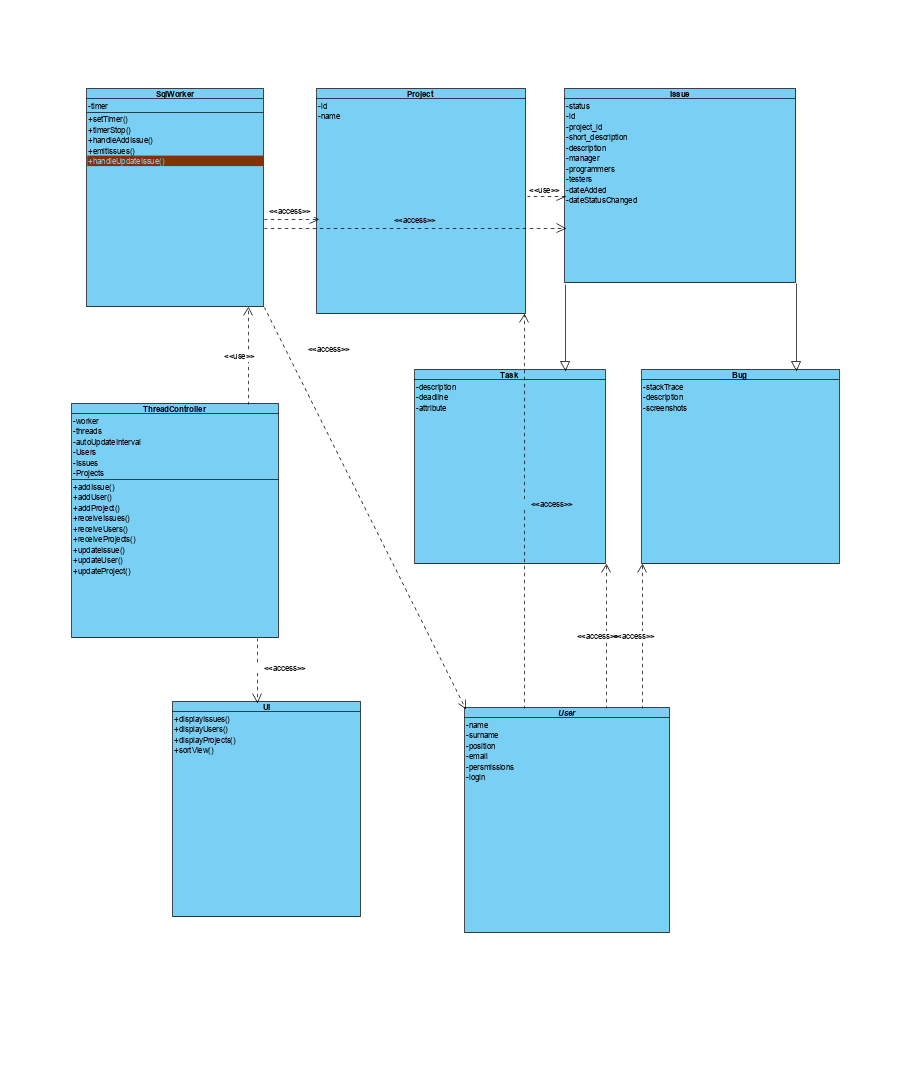 SqlWorker
-timer
+setTimer()
+timerStop()
+handleAddIssue()
+emitIssues()
+handleUpdateIssue()
Project
-id
-name
Issue
-status
-id
-project_id
-short_description
-description
-manager
-programmers
-testers
-dateAdded
-dateStatusChanged
<<use>>
<<access>>
<<access>>
<<use>>
<<access>>
ThreadController
-worker
-threads
-autoUpdateInterval
-Users
-Issues
-Projects
+addIssue()
+addUser()
+addProject()
+receiveIssues()
+receiveUsers()
+receiveProjects()
+updateIssue()
+updateUser()
+updateProject()
Task
-description
-deadline
-attribute
Bug
-stackTrace
-description
-screenshots
<<access>>
<<access>>
<<access>>
<<access>>
UI
+displayIssues()
+displayUsers()
+displayProjects()
+sortView()
User
-name
-surname
-position
-email
-persmissions
-login